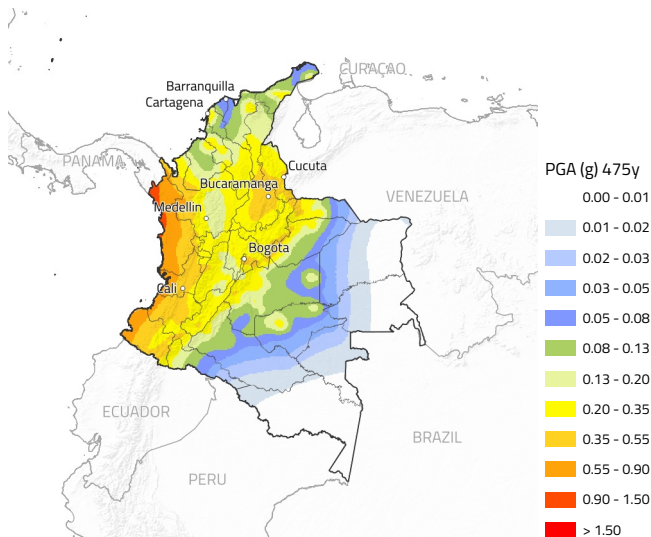 CURAÇAO
Barranquilla
Cartagena
PANAMA
Cucuta
Bucaramanga
VENEZUELA
Medellin
Bogota
Cali
ECUADOR
BRAZIL
PERU
PGA (g) 475y
0.00 - 0.01
0.01 - 0.02
0.02 - 0.03
0.03 - 0.05
0.05 - 0.08
0.08 - 0.13
0.13 - 0.20
0.20 - 0.35
0.35 - 0.55
0.55 - 0.90
0.90 - 1.50
> 1.50